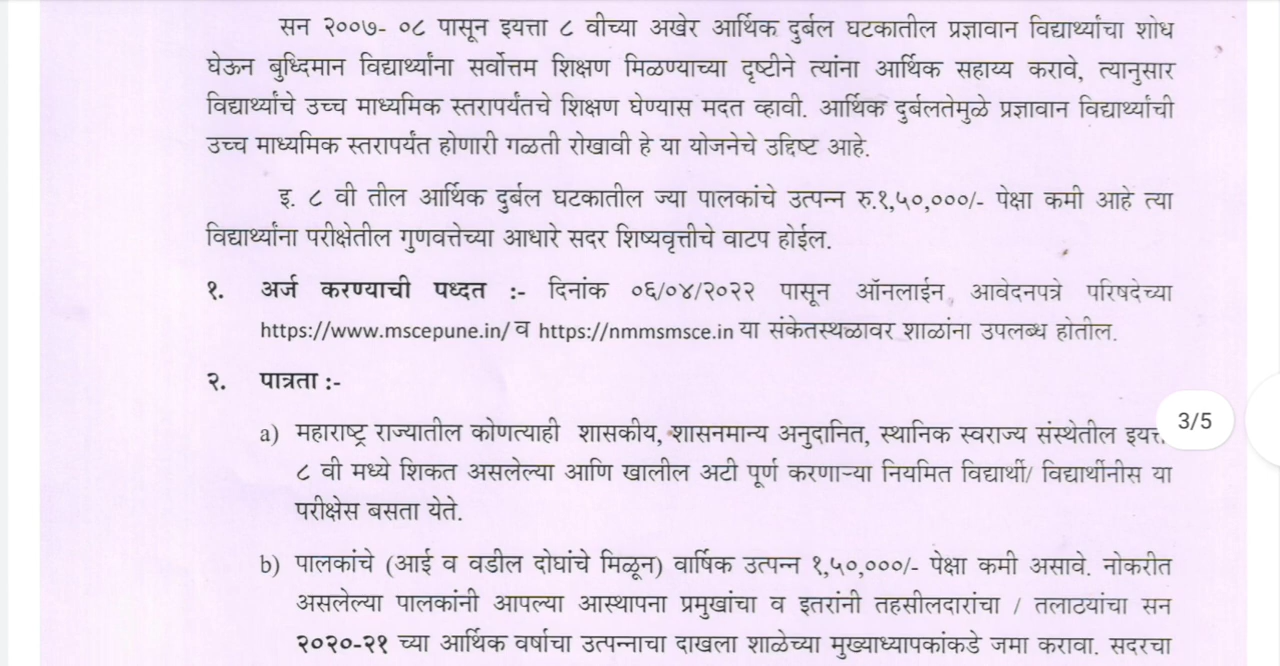 सन २००७- ०८ पासून इयत्ता ८ वीच्या अखेर आर्थिक दुर्बल घटकातील प्रज्ञावान विद्यार्थ्यांचा शोध
घेऊन बुध्दिमान विद्यार्थ्यांना सर्वोत्तम शिक्षण मिळण्याच्या दृष्टीने त्यांना आर्थिक सहाय्य करावे, त्यानुसार
विद्यार्थ्यांचे उच्च माध्यमिक स्तरापर्यंतचे शिक्षण घेण्यास मदत व्हावी. आर्थिक दुर्बलतेमुळे प्रज्ञावान विद्यार्थ्यांची
उच्च माध्यमिक स्तरापर्यंत होणारी गळती रोखावी हे या योजनेचे उद्दिष्ट आहे.
इ. ८ वी तील आर्थिक दुर्बल घटकातील ज्या पालकांचे उत्पन्न रु.१,५०,०००/- पेक्षा कमी आहे त्या
विद्यार्थ्यांना परीक्षेतील गुणवत्तेच्या आधारे सदर शिष्यवृत्तीचे वाटप होईल.
१. अर्ज करण्याची पध्दत :- दिनांक ०६/०४/२०२२ पासून ऑनलाईन आवेदनपत्रे परिषदेच्या
https://www.mscepune.in/ व https://nmmsmsce.in या संकेतस्थळावर शाळांना उपलब्ध होतील.
२. पात्रता :-
a) महाराष्ट्र राज्यातील कोणत्याही शासकीय, शासनमान्य अनुदानित, स्थानिक स्वराज्य संस्थेतील
3/5
८ वी मध्ये शिकत असलेल्या आणि खालील अटी पूर्ण करणाऱ्या नियमित विद्यार्थी/ विद्यार्थीनीस या
परीक्षेस बसता येते.
b) पालकांचे (आई व वडील दोघांचे मिळून) वार्षिक उत्पन्न १,५०,०००/- पेक्षा कमी असावे. नोकरीत
असलेल्या पालकांनी आपल्या आस्थापना प्रमुखांचा व इतरांनी तहसीलदारांचा / तलाठयांचा सन
२०२०-२१ च्या आर्थिक वर्षाचा उत्पन्नाचा दाखला शाळेच्या मुख्याध्यापकांकडे जमा करावा. सदरचा